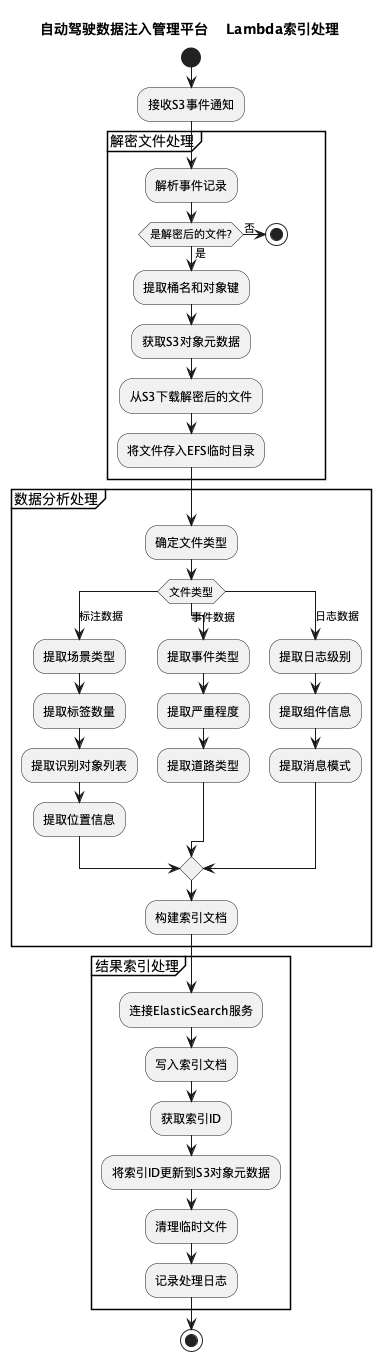 自动驾驶数据注入管理平台 Lambda索引处理
接收S3事件通知
解密文件处理
解析事件记录
是解密后的文件?
否
是
提取桶名和对象键
获取S3对象元数据
从S3下载解密后的文件
将文件存入EFS临时目录
数据分析处理
确定文件类型
文件类型
标注数据
事件数据
日志数据
提取场景类型
提取事件类型
提取日志级别
提取标签数量
提取严重程度
提取组件信息
提取识别对象列表
提取道路类型
提取消息模式
提取位置信息
构建索引文档
结果索引处理
连接ElasticSearch服务
写入索引文档
获取索引ID
将索引ID更新到S3对象元数据
清理临时文件
记录处理日志